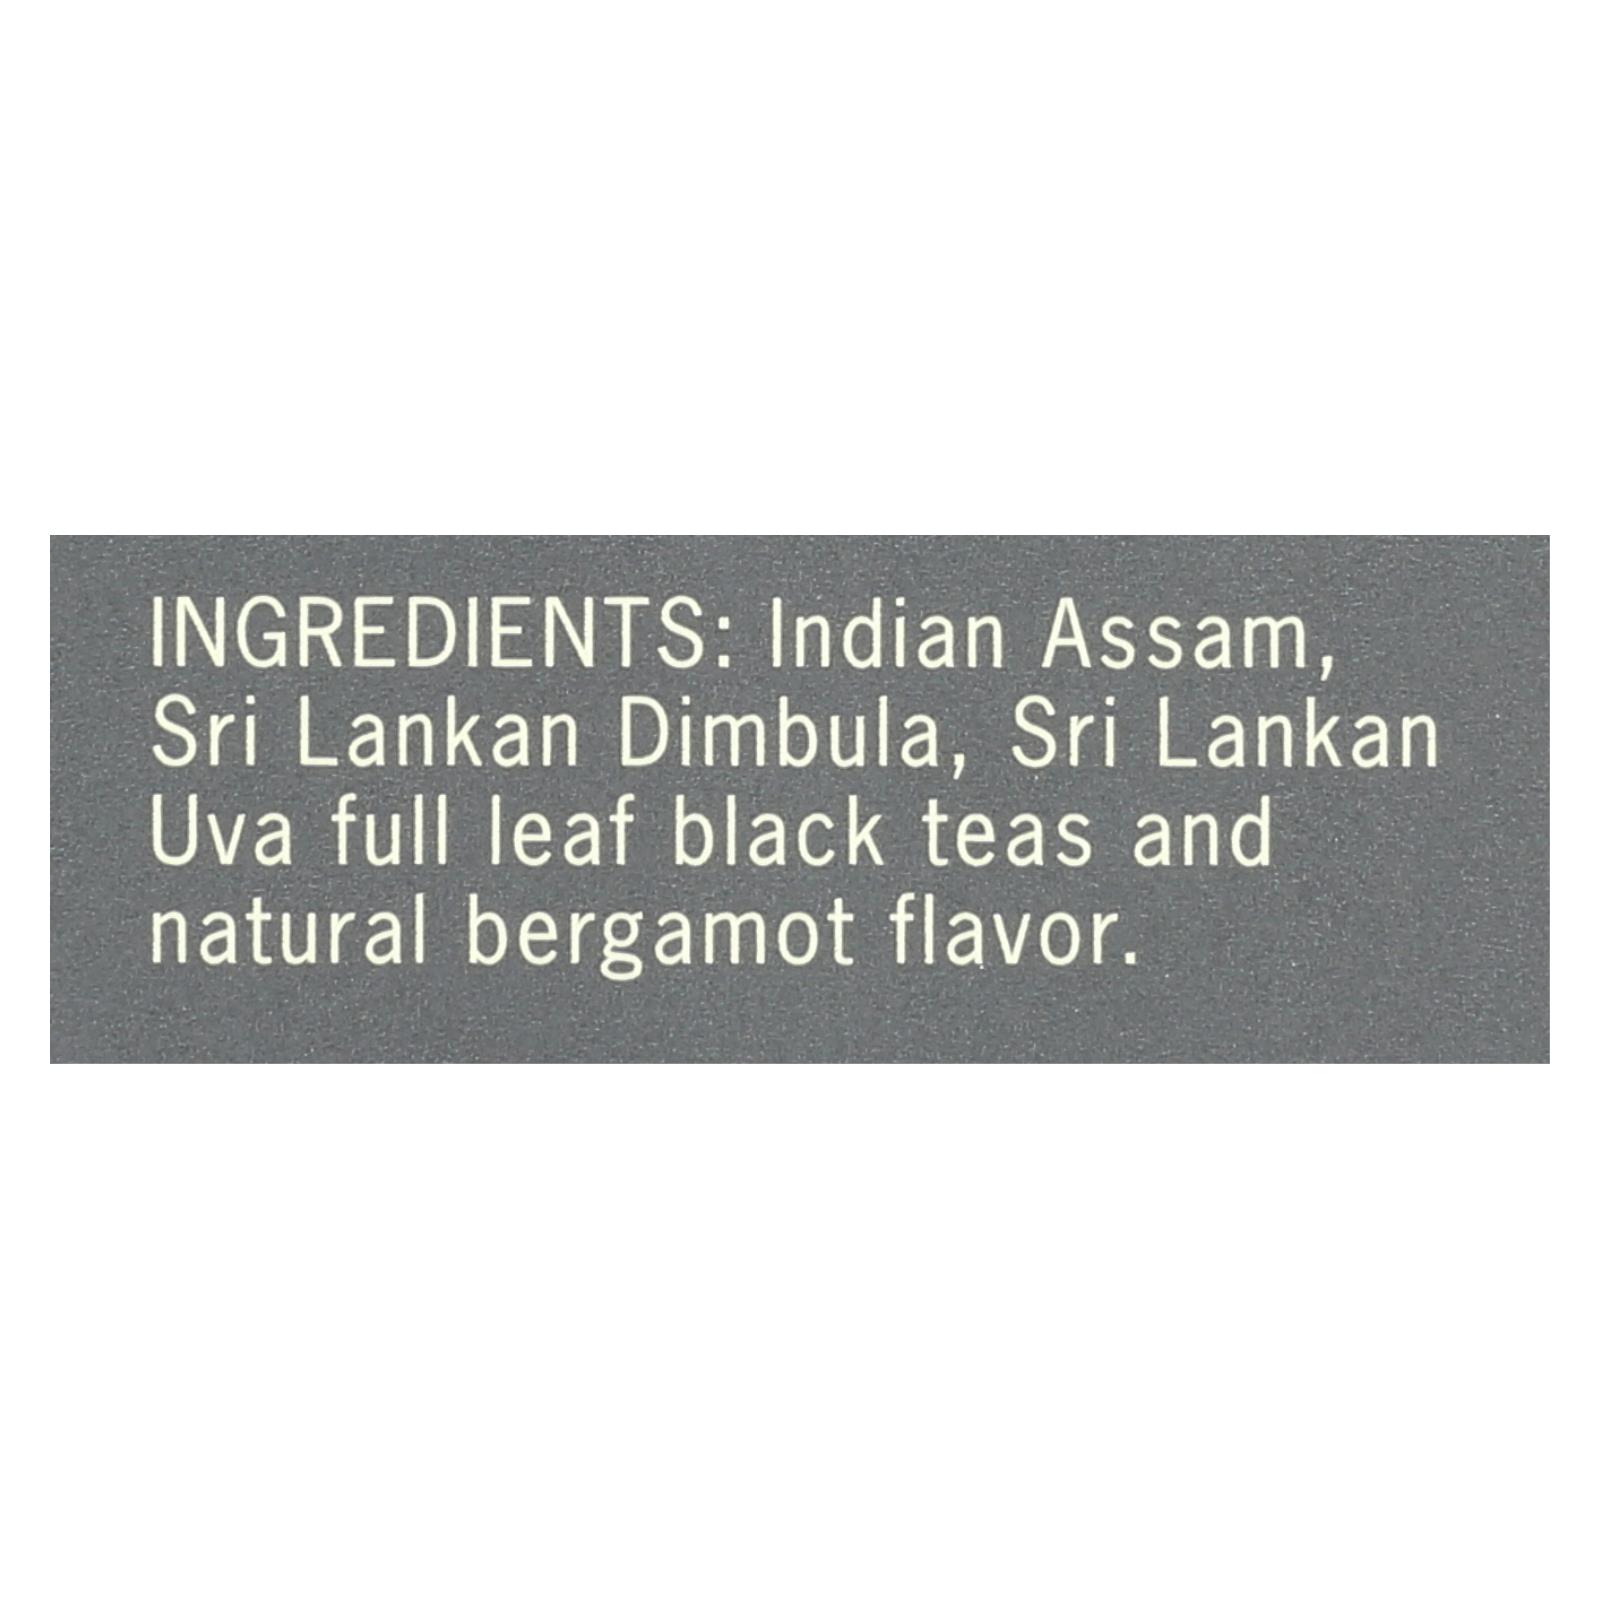 INGREDIENTS: Indian Assam,
Sri Lankan Dimbula, Sri Lankan
Uva full leaf black teas and
natural bergamot flavor.